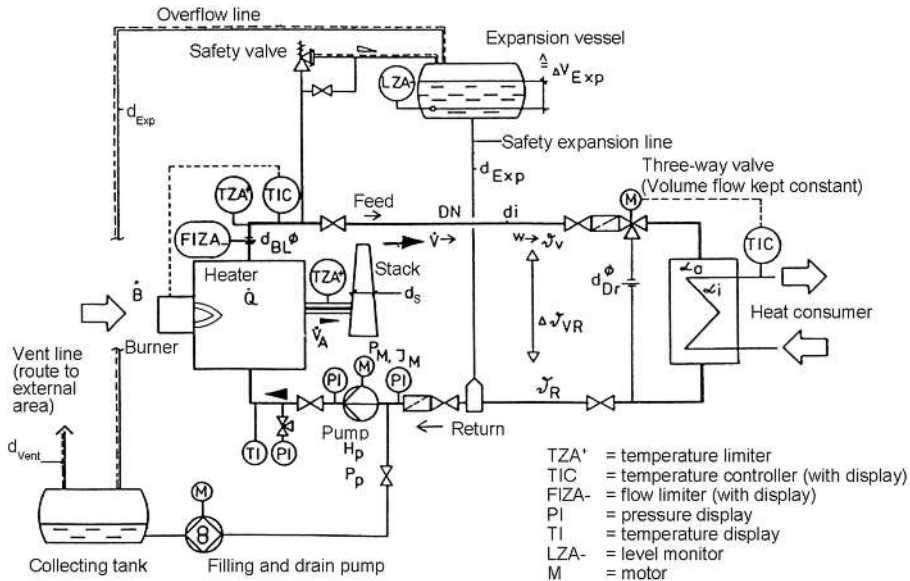 Overflow line
Safety valve
Expansion vessel
≙ ΔV Exp
LZA-
d Exp
Safety expansion line
d Exp
Three-way valve
(Volume flow kept constant)
M
TZA⁺
TIC
Feed
DN
di
TIC
FIZA-
d BL ϕ
V̇
w
ϑ v
Heater
Q̇
TZA⁺
Stack
d s
d Dr ϕ
α a
α i
Ḃ
Δϑ VR
Heat consumer
V̇ A
Burner
Vent line
(route to
external
area)
P M, J M
M
PI
PI
ϑ R
Pump
Return
H p
P p
TI
PI
d Vent
M
8
Collecting tank
Filling and drain pump
TZA⁺ = temperature limiter
TIC = temperature controller (with display)
FIZA- = flow limiter (with display)
PI = pressure display
TI = temperature display
LZA- = level monitor
M = motor